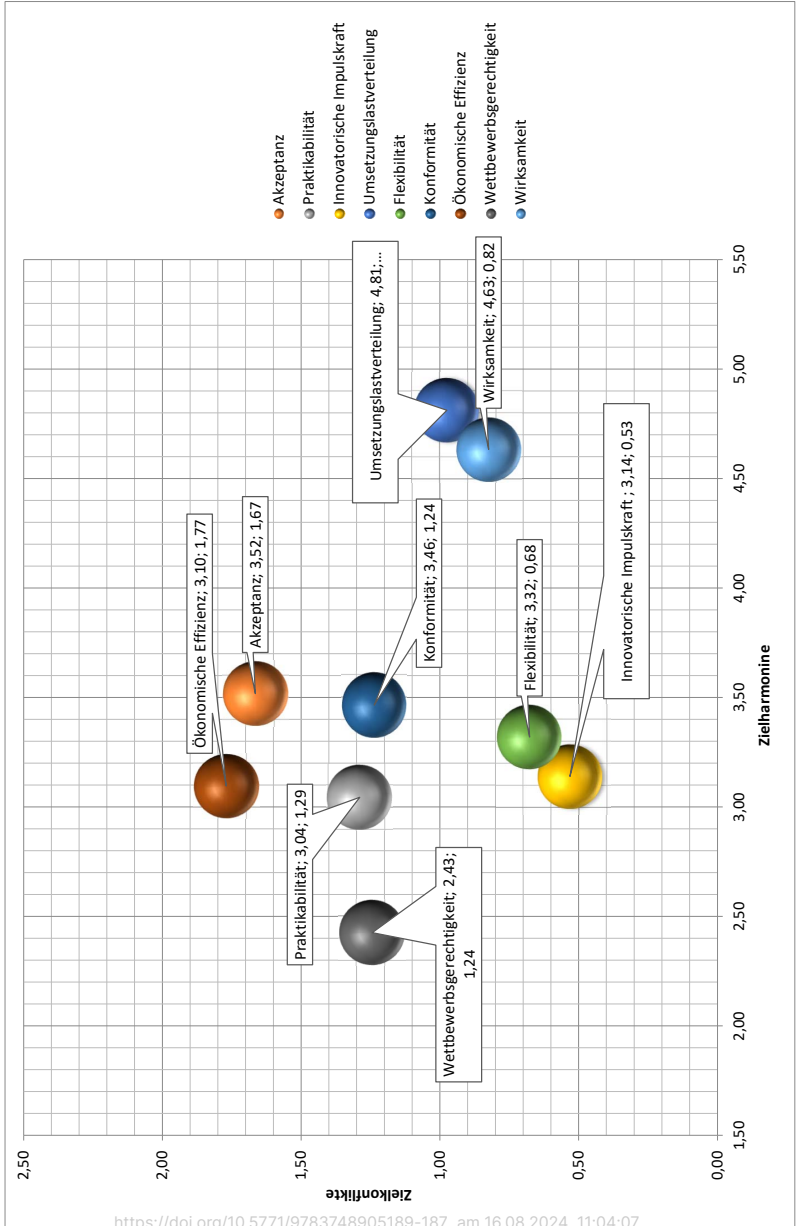 2,50
2,00
1,50
1,00
0,50
0,00
Zielkonflikte
1,50
2,00
2,50
3,00
3,50
4,00
4,50
5,00
5,50
Zielharmonine
Ökonomische Effizienz; 3,10; 1,77
Akzeptanz; 3,52; 1,67
Praktikabilität; 3,04; 1,29
Konformität; 3,46; 1,24
Wettbewerbsgerechtigkeit; 2,43;
1,24
Umsetzungslastverteilung; 4,81;...
Wirksamkeit; 4,63; 0,82
Flexibilität; 3,32; 0,68
Innovatorische Impulskraft ; 3,14; 0,53
Akzeptanz
Praktikabilität
Innovatorische Impulskraft
Umsetzungslastverteilung
Flexibilität
Konformität
Ökonomische Effizienz
Wettbewerbsgerechtigkeit
Wirksamkeit
https://doi.org/10.5771/9783748905189-187, am 16.08.2024, 11:04:07